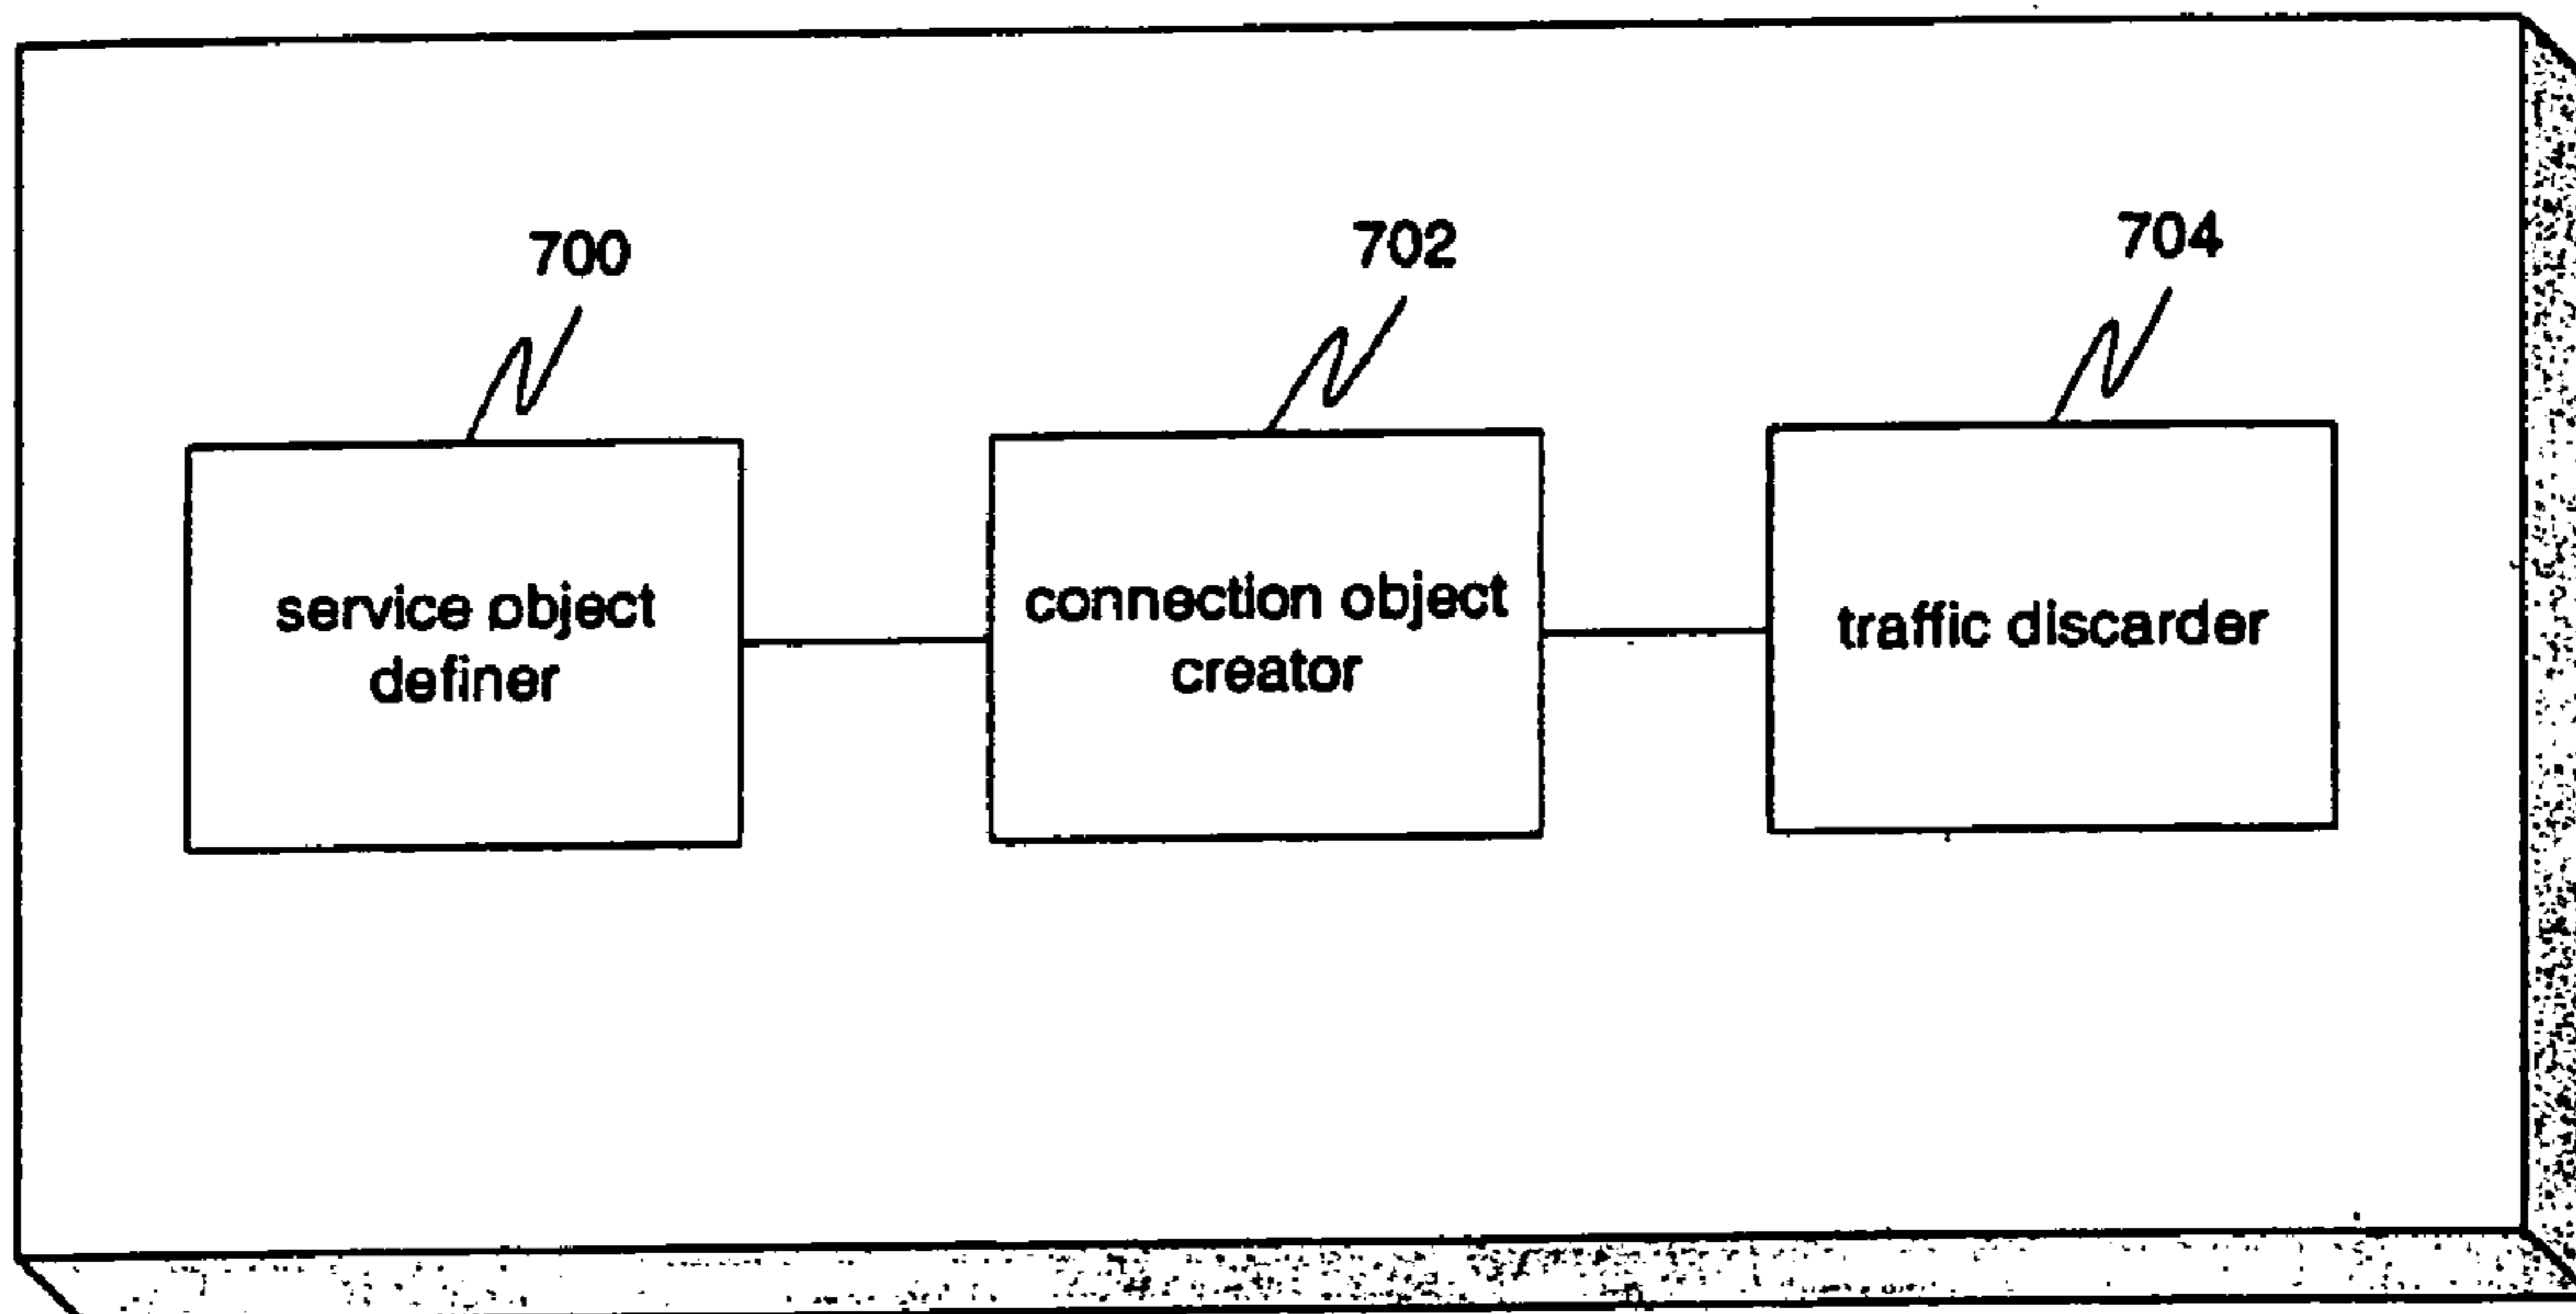 700
702
704
service object
definer
connection object
creator
traffic discarder